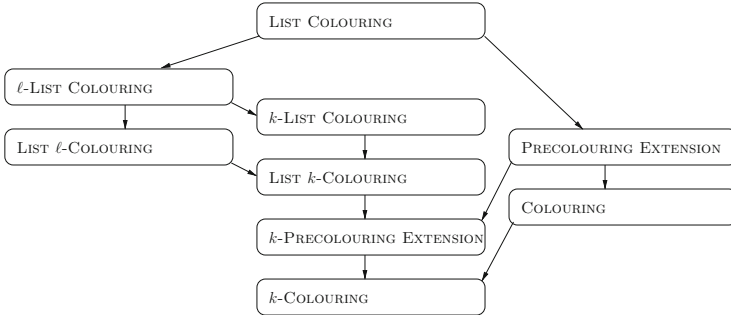 LIST COLOURING
ℓ-LIST COLOURING
k-LIST COLOURING
LIST ℓ-COLOURING
PRECOLOURING EXTENSION
LIST k-COLOURING
COLOURING
k-PRECOLOURING EXTENSION
k-COLOURING